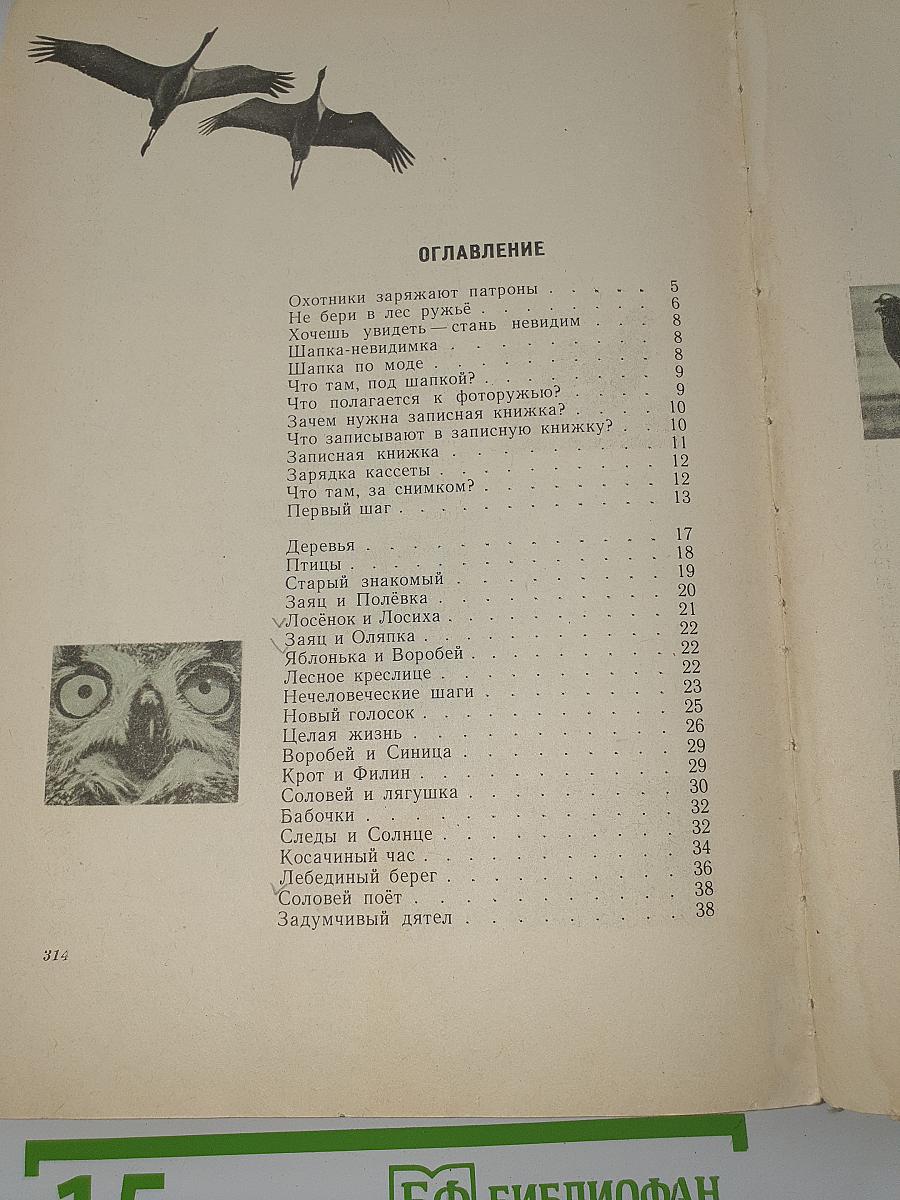 ОГЛАВЛЕНИЕ
Охотники заряжают патроны . . . . . 5
Не бери в лес ружьё . . . . . . . 6
Хочешь увидеть — стань невидим . . . 8
Шапка-невидимка . . . . . . . . 8
Шапка по моде . . . . . . . . . 8
Что там, под шапкой? . . . . . . . 9
Что полагается к фоторужью? . . . . 9
Зачем нужна записная книжка? . . . . 10
Что записывают в записную книжку? . . 10
Записная книжка . . . . . . . . 11
Зарядка кассеты . . . . . . . . 12
Что там, за снимком? . . . . . . . 12
Первый шаг . . . . . . . . . . 13
Деревья . . . . . . . . . . . 17
Птицы . . . . . . . . . . . . 18
Старый знакомый . . . . . . . . 19
Заяц и Полёвка . . . . . . . . . 20
Лосёнок и Лосиха . . . . . . . . 21
Заяц и Оляпка . . . . . . . . . 22
Яблонька и Воробей . . . . . . . 22
Лесное креслице . . . . . . . . 22
Нечеловеческие шаги . . . . . . . 23
Новый голосок . . . . . . . . . 25
Целая жизнь . . . . . . . . . . 26
Воробей и Синица . . . . . . . . 29
Крот и Филин . . . . . . . . . 29
Соловей и лягушка . . . . . . . . 30
Бабочки . . . . . . . . . . . 32
Следы и Солнце . . . . . . . . . 32
Косачиный час . . . . . . . . . 34
Лебединый берег . . . . . . . . 36
Соловей поёт . . . . . . . . . . 38
Задумчивый дятел . . . . . . . . 38
314
15
БФ БИБЛИОФАН